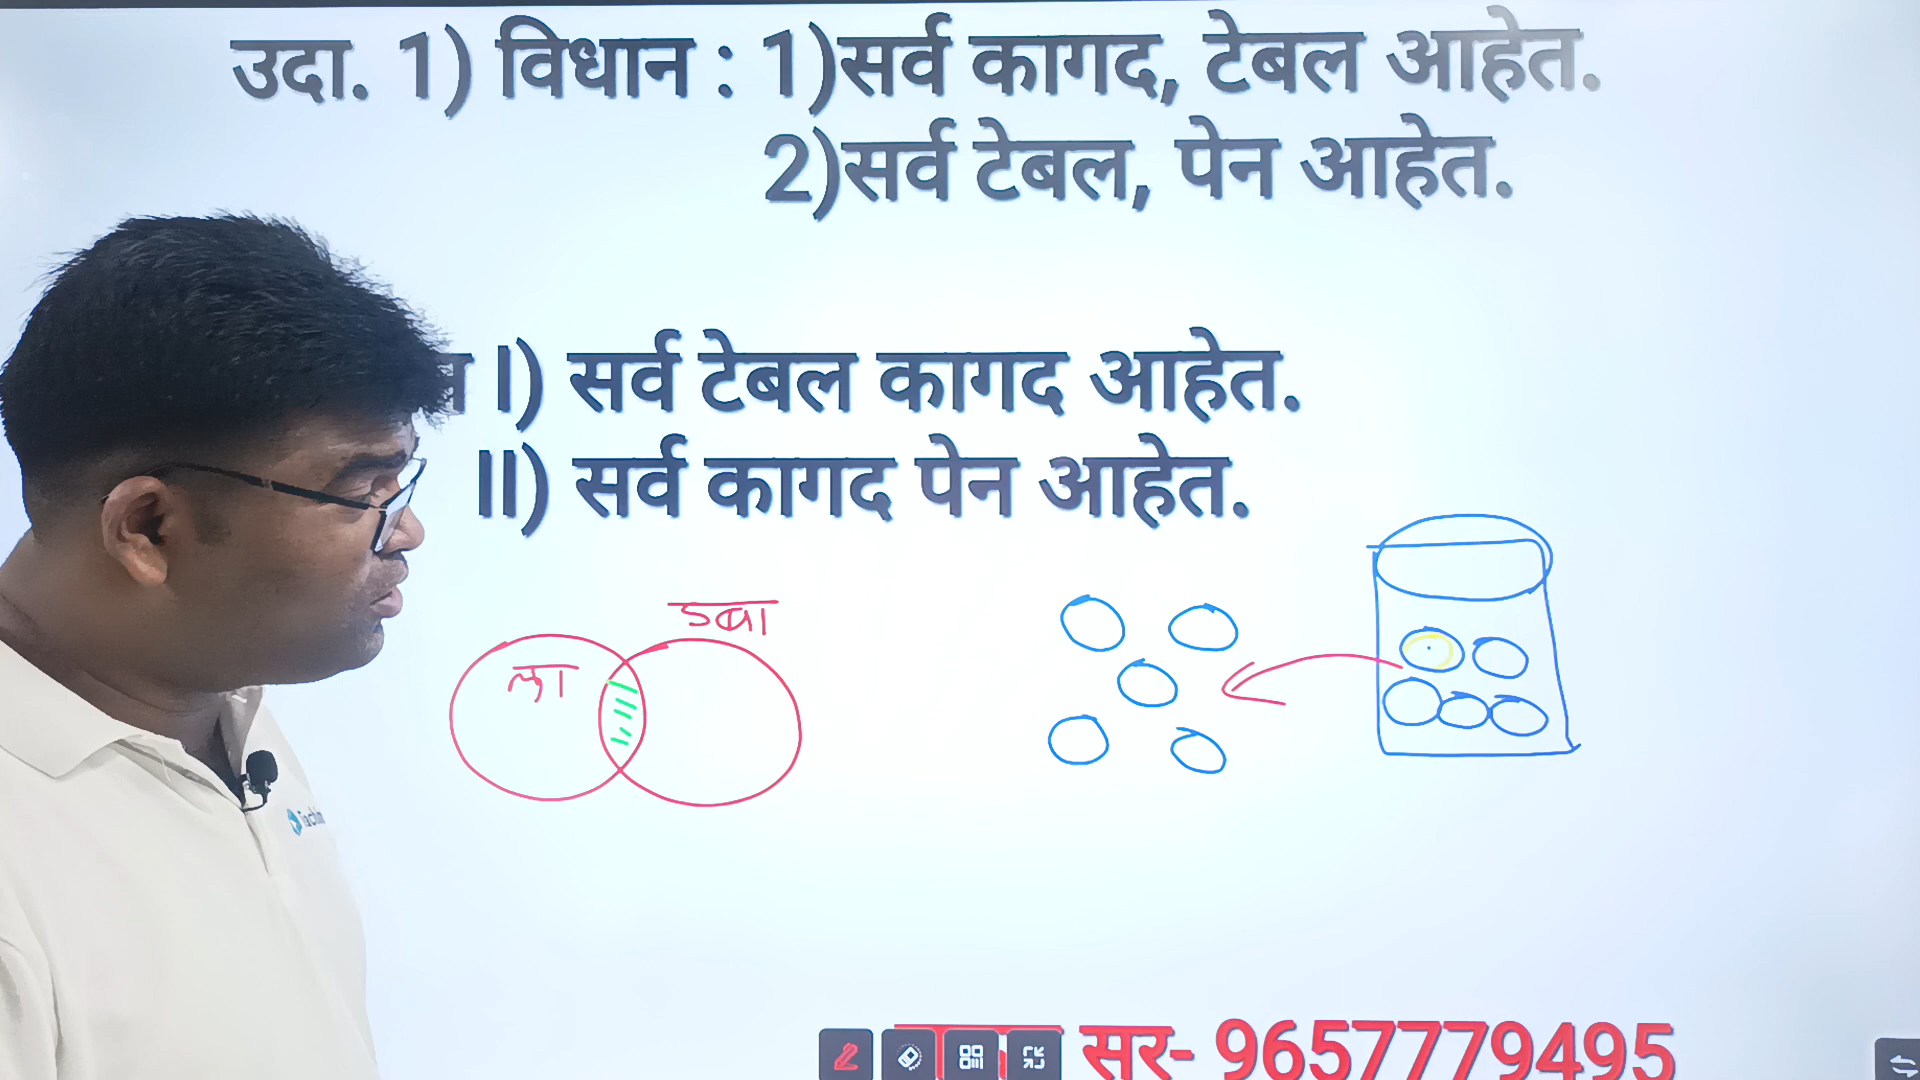 उदा. 1) विधान : 1)सर्व कागद, टेबल आहेत.
2)सर्व टेबल, पेन आहेत.
I) सर्व टेबल कागद आहेत.
II) सर्व कागद पेन आहेत.
डबा
सर- 9657779495